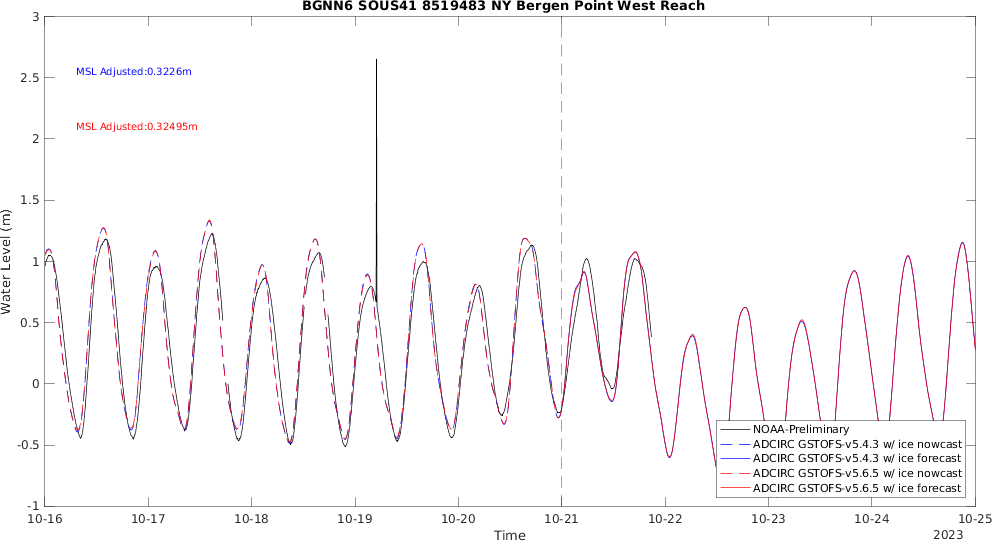 BGNN6 SOUS41 8519483 NY Bergen Point West Reach
3
2.5
2
1.5
1
0.5
0
-0.5
-1
Water Level (m)
MSL Adjusted:0.3226m
MSL Adjusted:0.32495m
NOAA-Preliminary
ADCIRC GSTOFS-v5.4.3 w/ ice nowcast
ADCIRC GSTOFS-v5.4.3 w/ ice forecast
ADCIRC GSTOFS-v5.6.5 w/ ice nowcast
ADCIRC GSTOFS-v5.6.5 w/ ice forecast
10-16 10-17 10-18 10-19 10-20 10-21 10-22 10-23 10-24 10-25
Time
2023